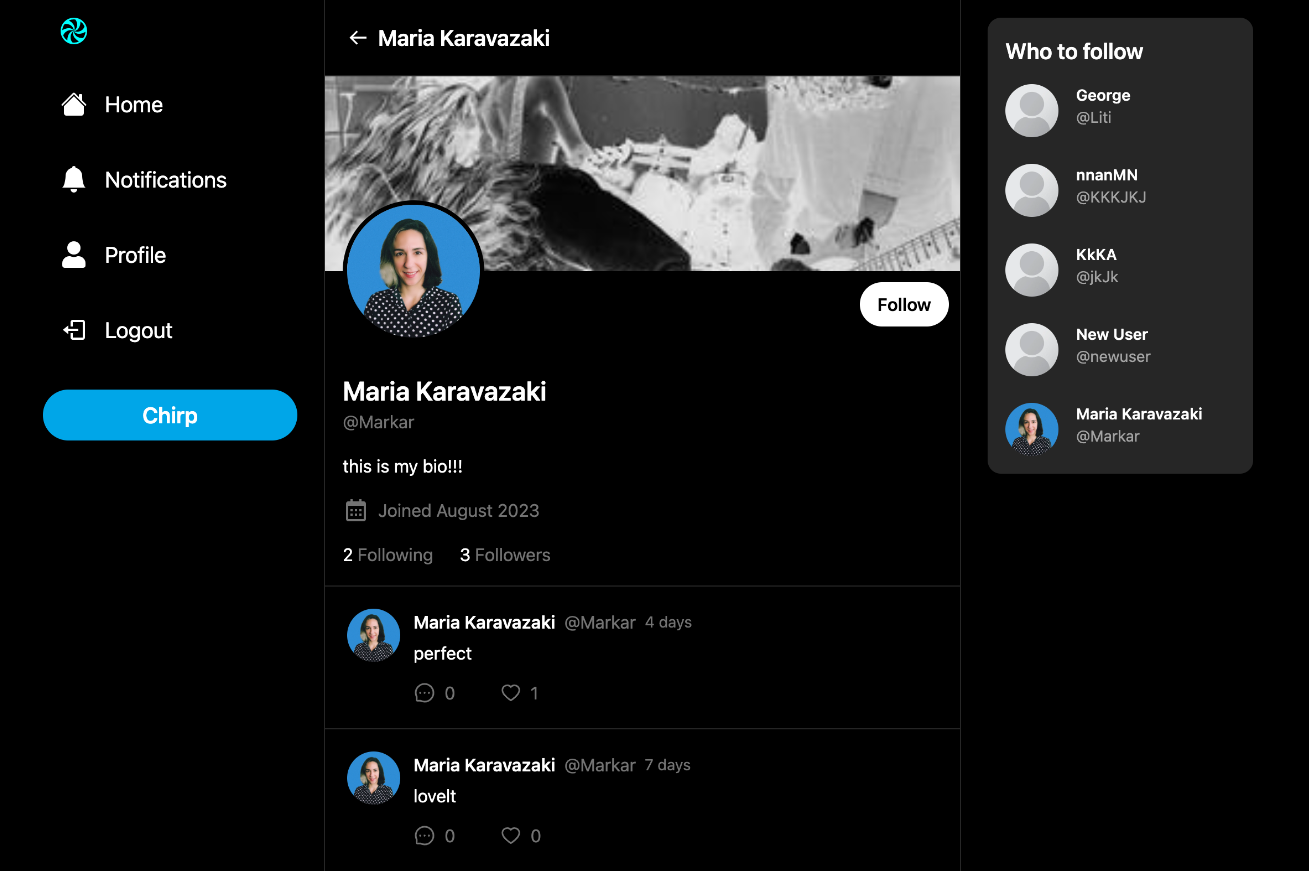 Home
Notifications
Profile
Logout
Chirp
Maria Karavazaki
Follow
Maria Karavazaki
@Markar
this is my bio!!!
Joined August 2023
2 Following 3 Followers
Maria Karavazaki @Markar 4 days
perfect
0 1
Maria Karavazaki @Markar 7 days
lovelt
0 0
Who to follow
George
@Liti
nnanMN
@KKKJKJ
KkKA
@jkJk
New User
@newuser
Maria Karavazaki
@Markar